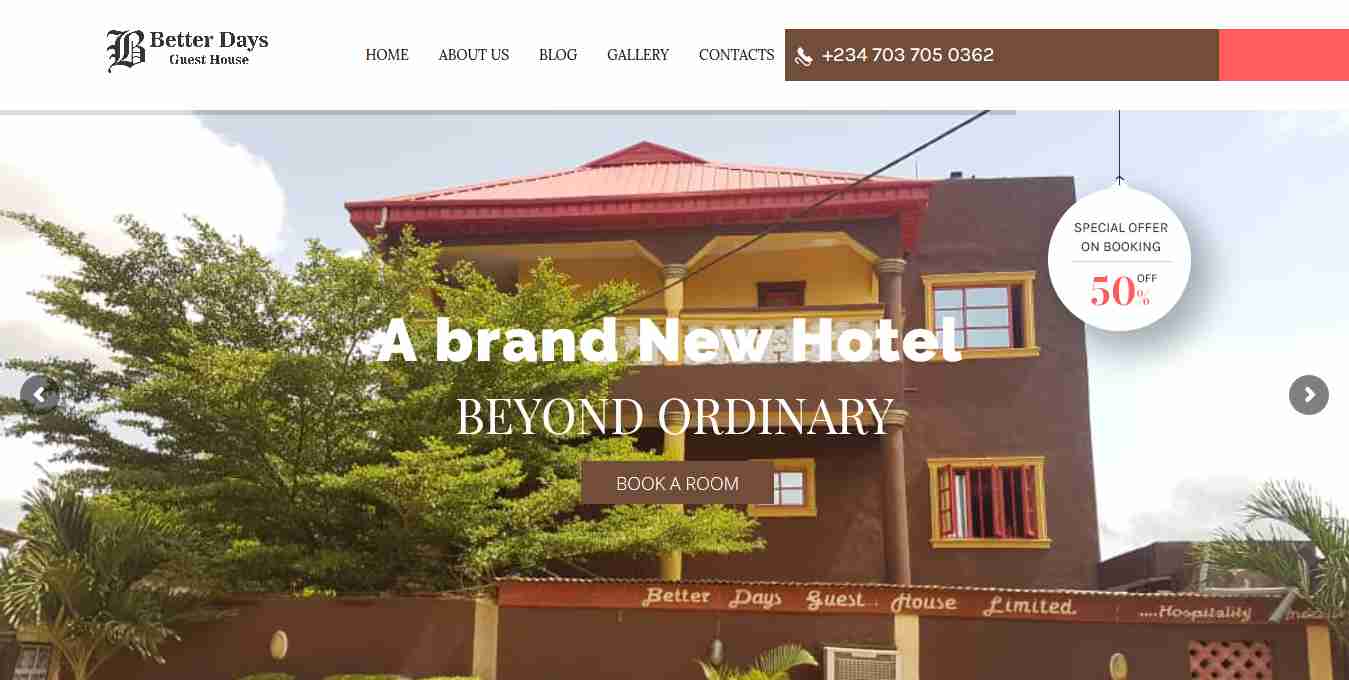 Better Days
Guest House
HOME
ABOUT US
BLOG
GALLERY
CONTACTS
+234 703 705 0362
SPECIAL OFFER
ON BOOKING
50% OFF
A brand New Hotel
BEYOND ORDINARY
BOOK A ROOM
Better Days Guest House Limited. ....Hospitality